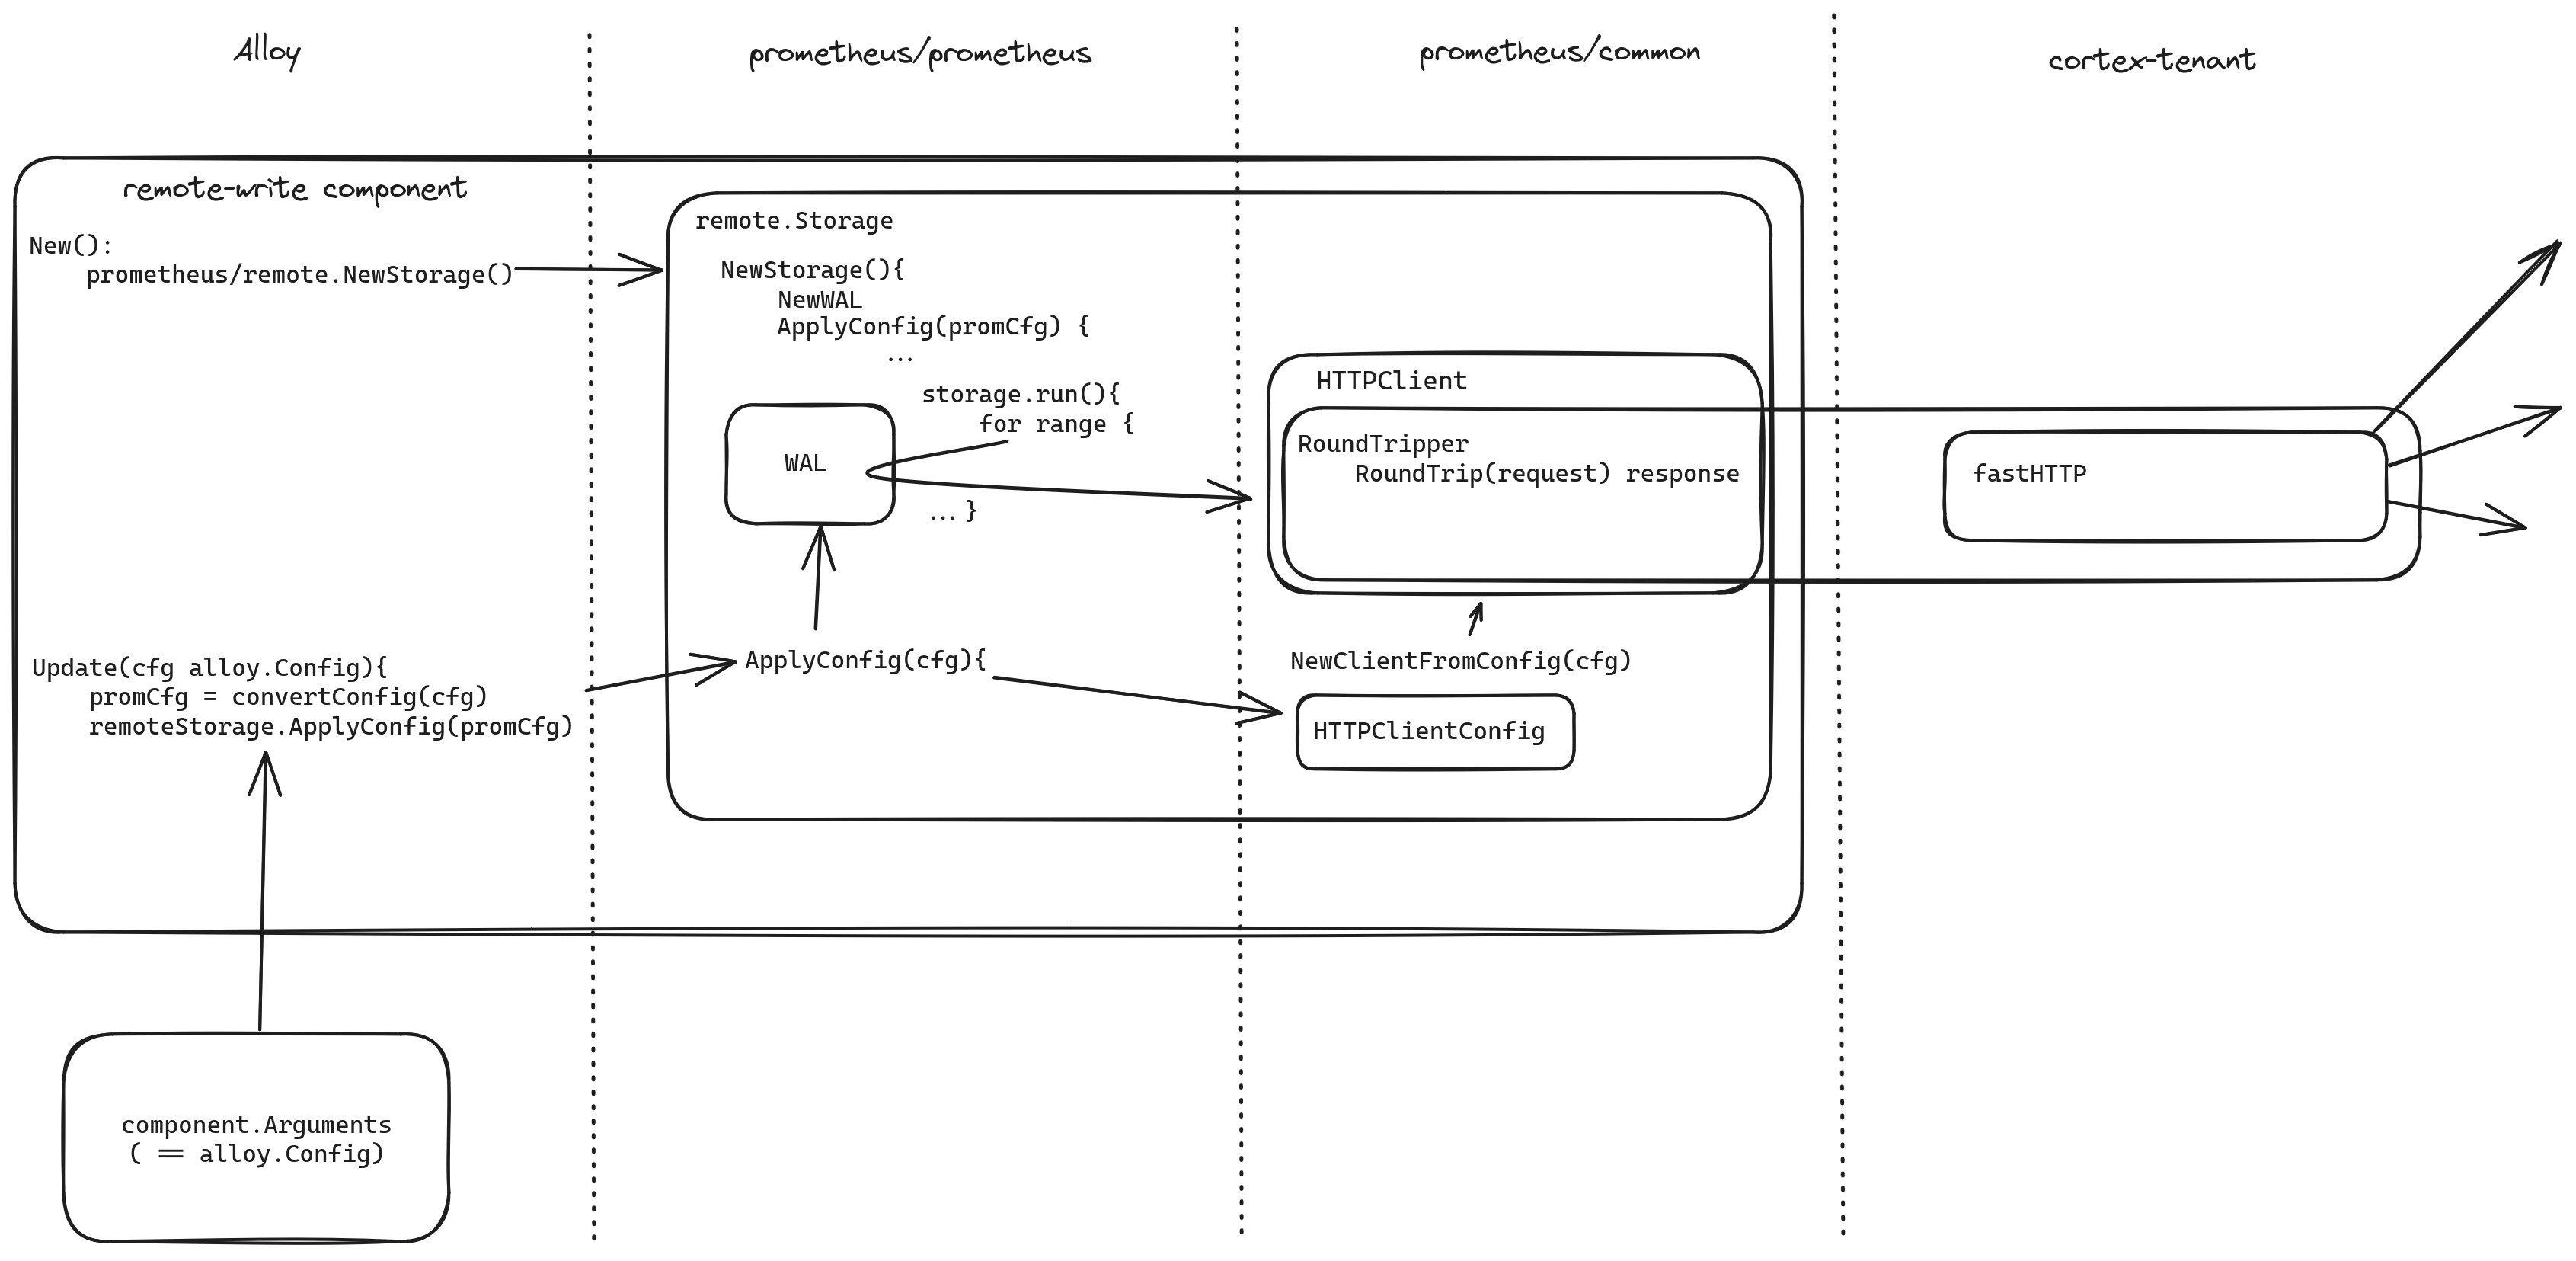 Alloy
prometheus/prometheus
prometheus/common
cortex-tenant
remote-write component
New():
prometheus/remote.NewStorage()
Update(cfg alloy.Config){
promCfg = convertConfig(cfg)
remoteStorage.ApplyConfig(promCfg)
component.Arguments
( == alloy.Config)
remote.Storage
NewStorage(){
NewWAL
ApplyConfig(promCfg) {
...
storage.run(){
for range {
WAL
... }
ApplyConfig(cfg){
HTTPClient
RoundTripper
RoundTrip(request) response
NewClientFromConfig(cfg)
HTTPClientConfig
fastHTTP